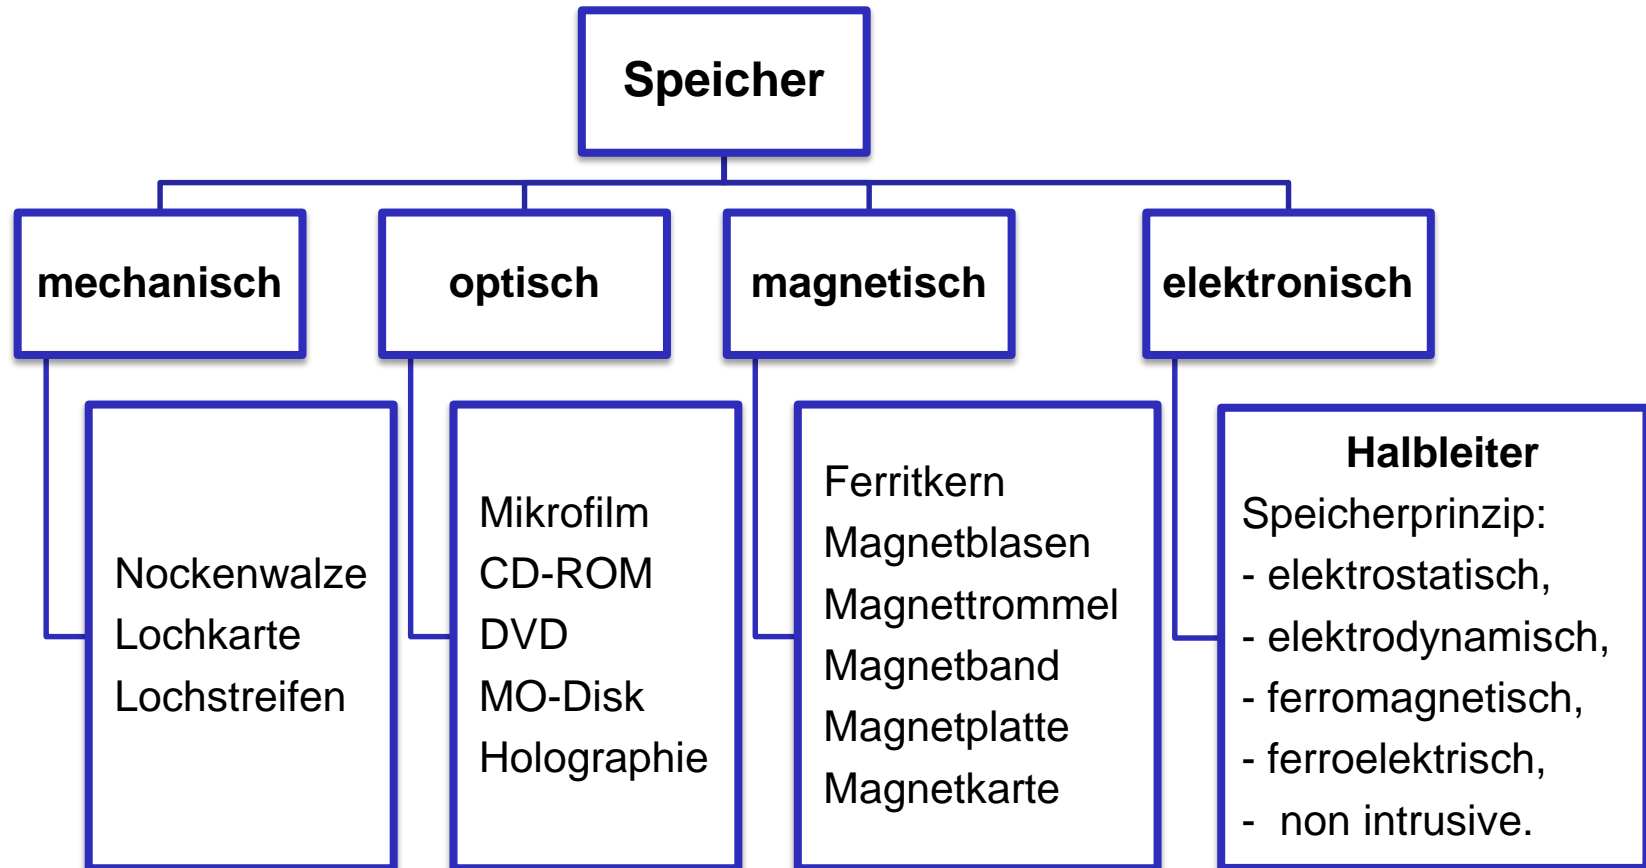 Speicher
mechanisch
optisch
magnetisch
elektronisch
Nockenwalze
Lochkarte
Lochstreifen
Mikrofilm
CD-ROM
DVD
MO-Disk
Holographie
Ferritkern
Magnetblasen
Magnettrommel
Magnetband
Magnetplatte
Magnetkarte
Halbleiter
Speicherprinzip:
- elektrostatisch,
- elektrodynamisch,
- ferromagnetisch,
- ferroelektrisch,
- non intrusive.